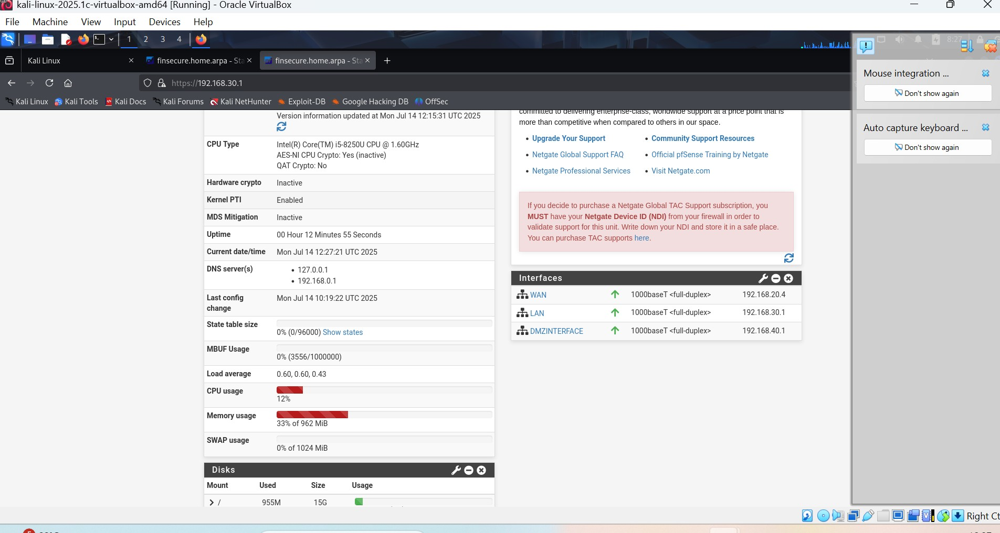 kali-linux-2025.1c-virtualbox-amd64 [Running] - Oracle VirtualBox
File Machine View Input Devices Help
1 2 3 4
8:27
Kali Linux
finsecure.home.arpa - Sta
finsecure.home.arpa - Sta
https://192.168.30.1
Kali Linux Kali Tools Kali Docs Kali Forums Kali NetHunter Exploit-DB Google Hacking DB OffSec
Version information updated at Mon Jul 14 12:15:31 UTC 2025
CPU Type
Intel(R) Core(TM) i5-8250U CPU @ 1.60GHz
AES-NI CPU Crypto: Yes (inactive)
QAT Crypto: No
Hardware crypto Inactive
Kernel PTI Enabled
MDS Mitigation Inactive
Uptime 00 Hour 12 Minutes 55 Seconds
Current date/time Mon Jul 14 12:27:21 UTC 2025
DNS server(s)
• 127.0.0.1
• 192.168.0.1
Last config change Mon Jul 14 10:19:22 UTC 2025
State table size
0% (0/96000) Show states
MBUF Usage
0% (3556/1000000)
Load average 0.60, 0.60, 0.43
CPU usage
12%
Memory usage
33% of 962 MiB
SWAP usage
0% of 1024 MiB
Disks
Mount Used Size Usage
/ 955M 15G
committed to delivering enterprise-class, worldwide support at a price point that is
more than competitive when compared to others in our space.
• Upgrade Your Support
• Community Support Resources
• Netgate Global Support FAQ
• Official pfSense Training by Netgate
• Netgate Professional Services
• Visit Netgate.com
If you decide to purchase a Netgate Global TAC Support subscription, you
MUST have your Netgate Device ID (NDI) from your firewall in order to
validate support for this unit. Write down your NDI and store it in a safe place.
You can purchase TAC supports here.
Interfaces
WAN 1000baseT <full-duplex> 192.168.20.4
LAN 1000baseT <full-duplex> 192.168.30.1
DMZINTERFACE 1000baseT <full-duplex> 192.168.40.1
Mouse integration ...
Don't show again
Auto capture keyboard ...
Don't show again
Right Ct